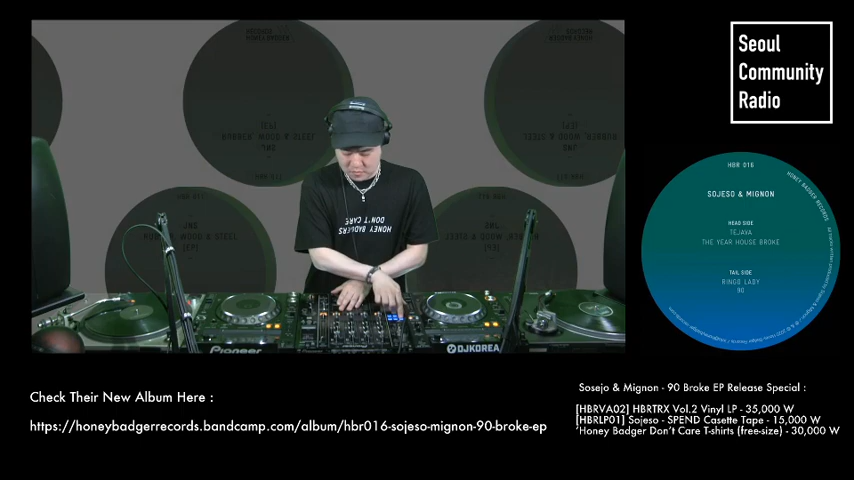 Seoul
Community
Radio
HBR 016
HONEY BADGER RECORDS
SOJESO & MIGNON
HEAD SIDE
TEJAVA
THE YEAR HOUSE BROKE
TAIL SIDE
RINGO LADY
90
HONEY BADGERS
DON'T CARE
Pioneer
DJKOREA
Check Their New Album Here :
https://honeybadgerrecords.bandcamp.com/album/hbr016-sojeso-mignon-90-broke-ep
Sosejo & Mignon - 90 Broke EP Release Special :
[HBRVA02] HBRTRX Vol.2 Vinyl LP - 35,000 W
[HBRLP01] Sojeso - SPEND Casette Tape - 15,000 W
'Honey Badger Don't Care T-shirts (free-size) - 30,000 W